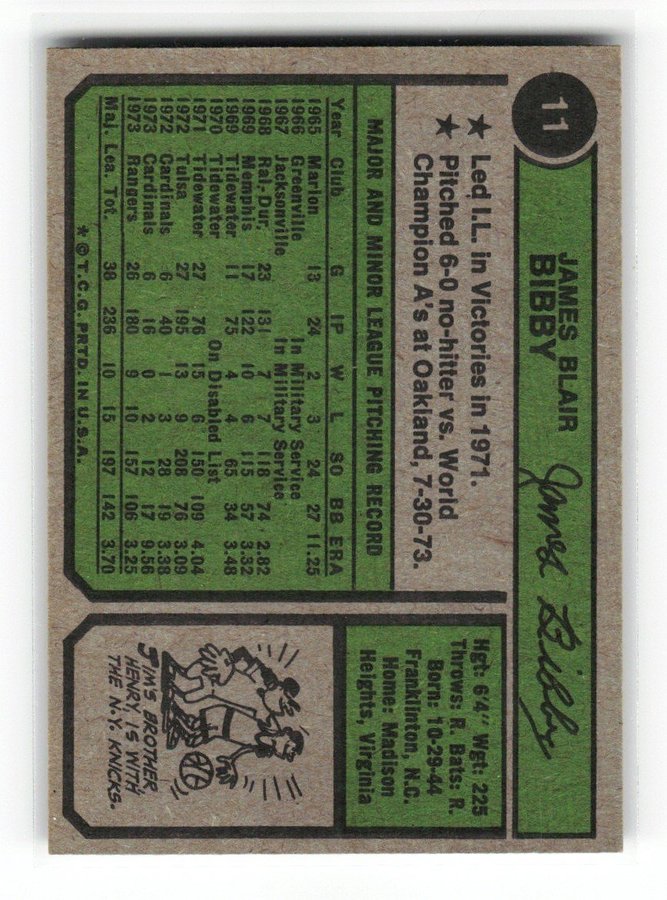 11
JAMES BLAIR
BIBBY
James Bibby
★ Led I.L. in Victories in 1971.
★ Pitched 6-0 no-hitter vs. World
Champion A's at Oakland, 7-30-73.
MAJOR AND MINOR LEAGUE PITCHING RECORD
Year Club G IP W L SO BB ERA
1965 Marion 13 24 2 3 24 27 11.25
1966 Greenville In Military Service
1967 Jacksonville In Military Service
1968 Ral-Dur. 23 131 7 7 118 74 2.82
1969 Memphis 17 122 10 6 115 57 3.32
1969 Tidewater 11 75 4 4 65 34 3.48
1970 Tidewater On Disabled List
1971 Tidewater 27 76 15 6 150 109 4.04
1972 Tulsa 27 195 13 9 208 76 3.09
1972 Cardinals 6 40 1 3 28 19 3.38
1973 Cardinals 6 16 0 2 12 17 9.56
1973 Rangers 26 180 9 10 157 106 3.25
Maj. Lea. Tot. 38 236 10 15 197 142 3.70
*© T.C.G. PRTD. IN U.S.A.
Hgt: 6'4" Wgt: 225
Throws: R. Bats: R.
Born: 10-29-44
Franklinton, N.C.
Home: Madison
Heights, Virginia
JIM'S BROTHER,
HENRY, IS WITH
THE N.Y. KNICKS.